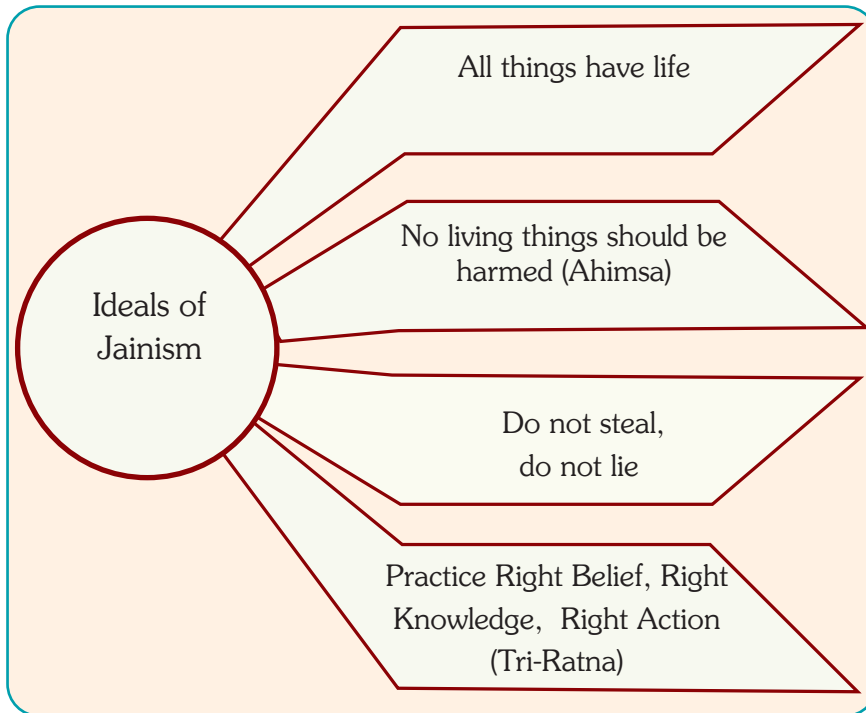 All things have life
No living things should be
harmed (Ahimsa)
Ideals of
Jainism
Do not steal,
do not lie
Practice Right Belief, Right
Knowledge, Right Action
(Tri-Ratna)